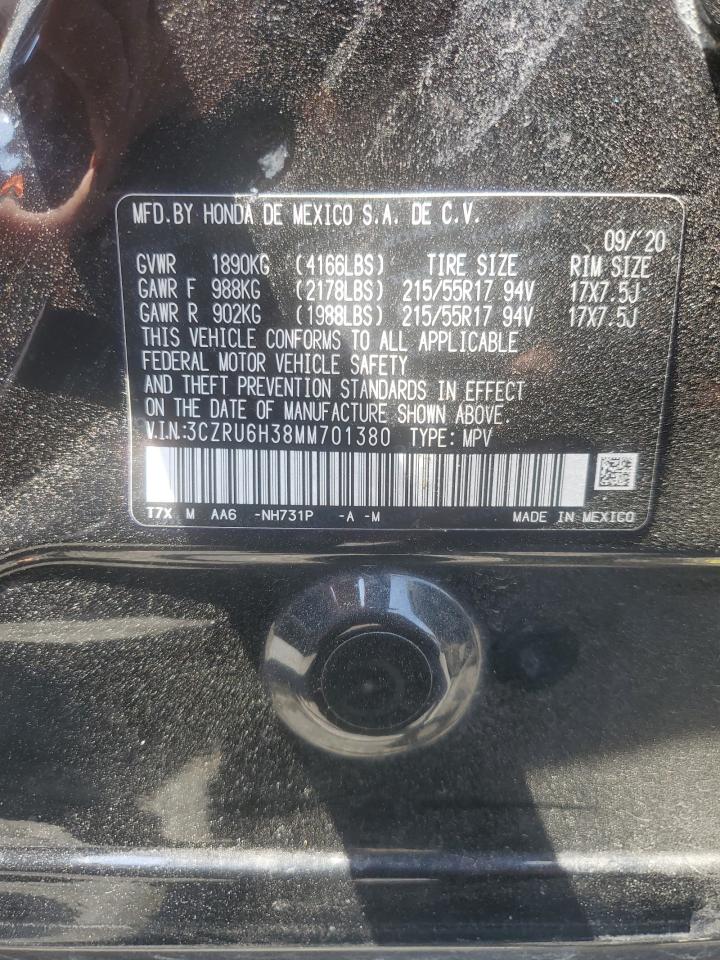 MFD.BY HONDA DE MEXICO S.A. DE C.V.
09/'20
GVWR 1890KG (4166LBS) TIRE SIZE RIM SIZE
GAWR F 988KG (2178LBS) 215/55R17 94V 17X7.5J
GAWR R 902KG (1988LBS) 215/55R17 94V 17X7.5J
THIS VEHICLE CONFORMS TO ALL APPLICABLE
FEDERAL MOTOR VEHICLE SAFETY
AND THEFT PREVENTION STANDARDS IN EFFECT
ON THE DATE OF MANUFACTURE SHOWN ABOVE.
V.I.N.:3CZRU6H38MM701380 TYPE: MPV
T7X M AA6 -NH731P -A -M MADE IN MEXICO